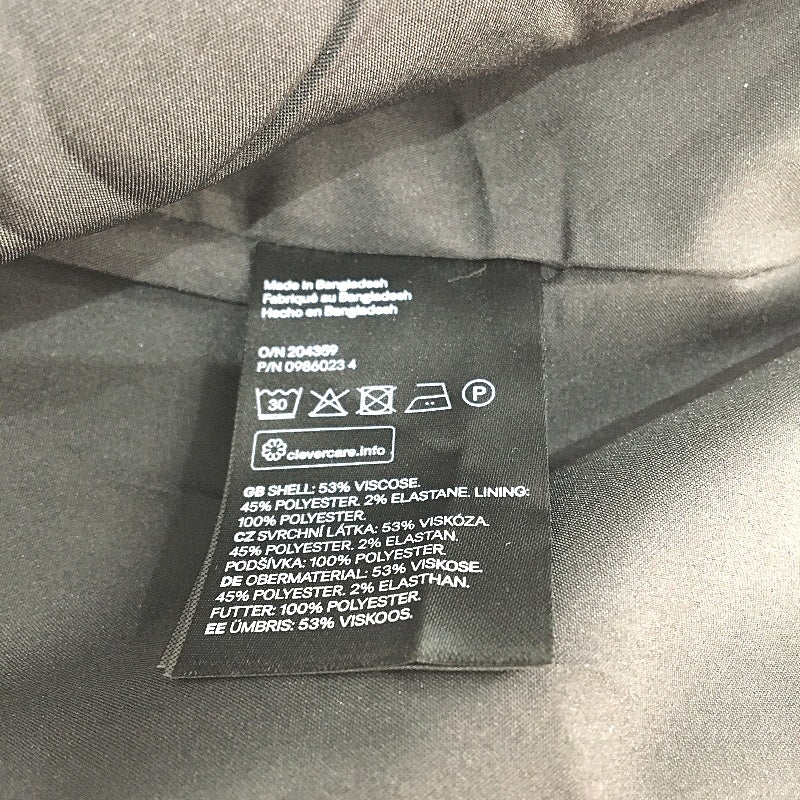 Made in Bangladesh
Fabriqué au Bangladesh
Hecho en Bangladesh
O/N 204359
P/N 0986023 4
30 P
clevercare.info
GB SHELL: 53% VISCOSE.
45% POLYESTER. 2% ELASTANE. LINING:
100% POLYESTER.
CZ SVRCHNÍ LÁTKA: 53% VISKÓZA.
45% POLYESTER. 2% ELASTAN.
PODŠÍVKA: 100% POLYESTER.
DE OBERMATERIAL: 53% VISKOSE.
45% POLYESTER. 2% ELASTHAN.
FUTTER: 100% POLYESTER.
EE ÜMBRIS: 53% VISKOOS.